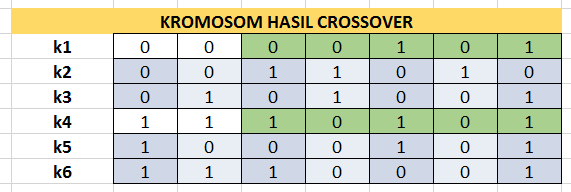 KROMOSOM HASIL CROSSOVER
k1 0 0 0 0 1 0 1
k2 0 0 1 1 0 1 0
k3 0 1 0 1 0 0 1
k4 1 1 1 0 1 0 1
k5 1 0 0 0 1 0 1
k6 1 1 1 0 0 0 1